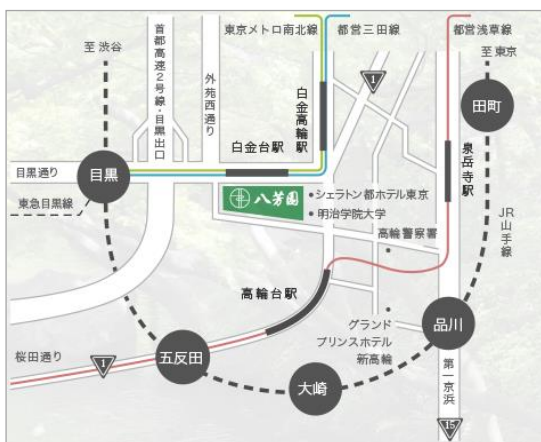 東京メトロ南北線
都営三田線
都営浅草線
至 渋谷
首都高速2号線・目黒出口
外苑西通り
白金高輪駅
1
至 東京
田町
白金台駅
泉岳寺駅
目黒通り
目黒
東急目黒線
八芳園
•シェラトン都ホテル東京
•明治学院大学
高輪警察署
JR山手線
高輪台駅
グランド
プリンスホテル
新高輪
品川
桜田通り
1
五反田
大崎
第一京浜
15